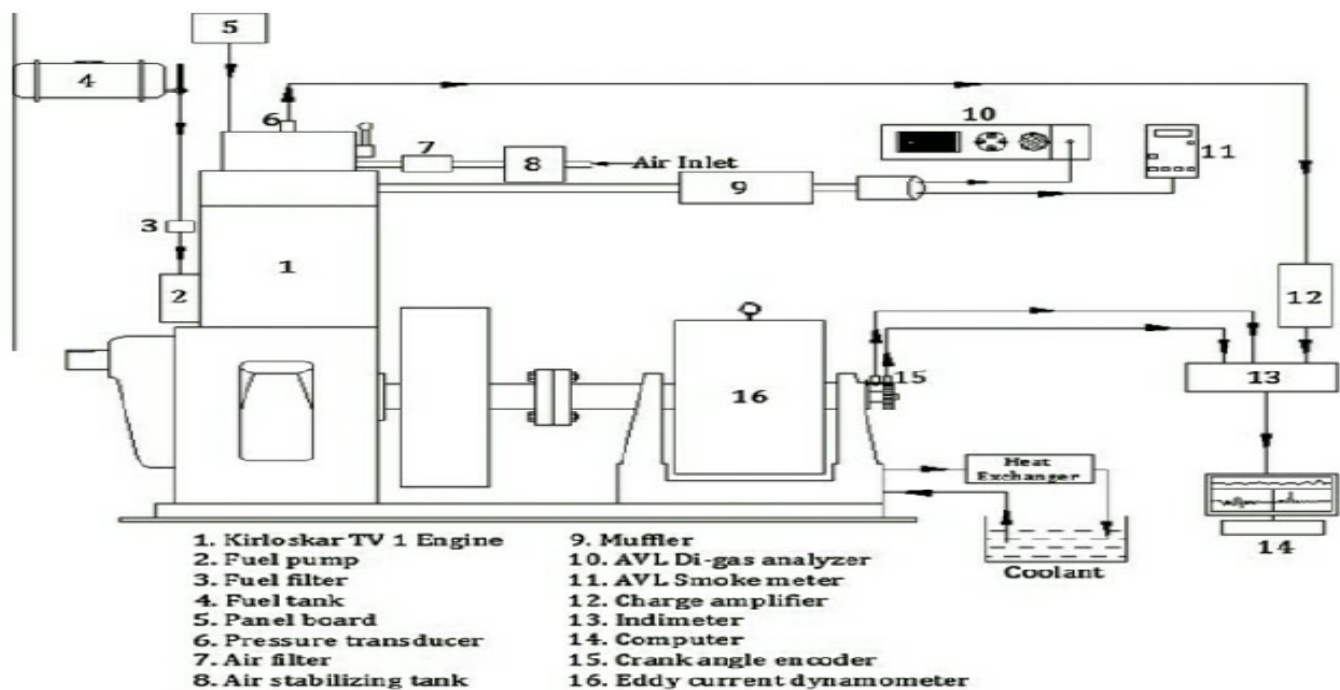 5
4
6
10
7
8
Air Inlet
11
9
3
1
2
12
15
13
16
Heat
Exchanger
14
Coolant
1. Kirloskar TV 1 Engine
2. Fuel pump
3. Fuel filter
4. Fuel tank
5. Panel board
6. Pressure transducer
7. Air filter
8. Air stabilizing tank
9. Muffler
10. AVL Di-gas analyzer
11. AVL Smoke meter
12. Charge amplifier
13. Indimeter
14. Computer
15. Crank angle encoder
16. Eddy current dynamometer